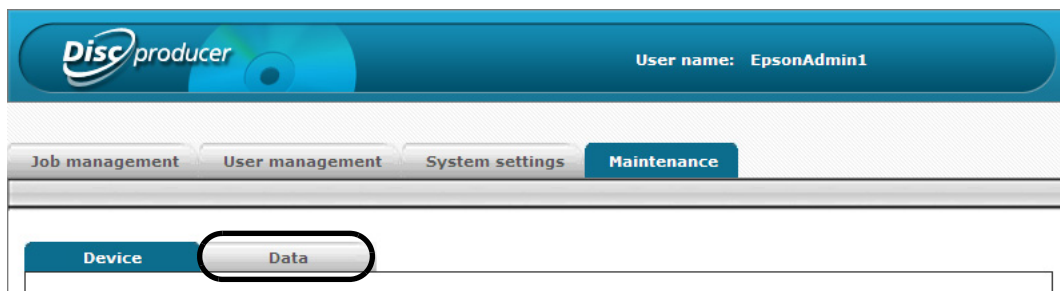 Disc producer
User name: EpsonAdmin1
Job management User management System settings Maintenance
Device Data